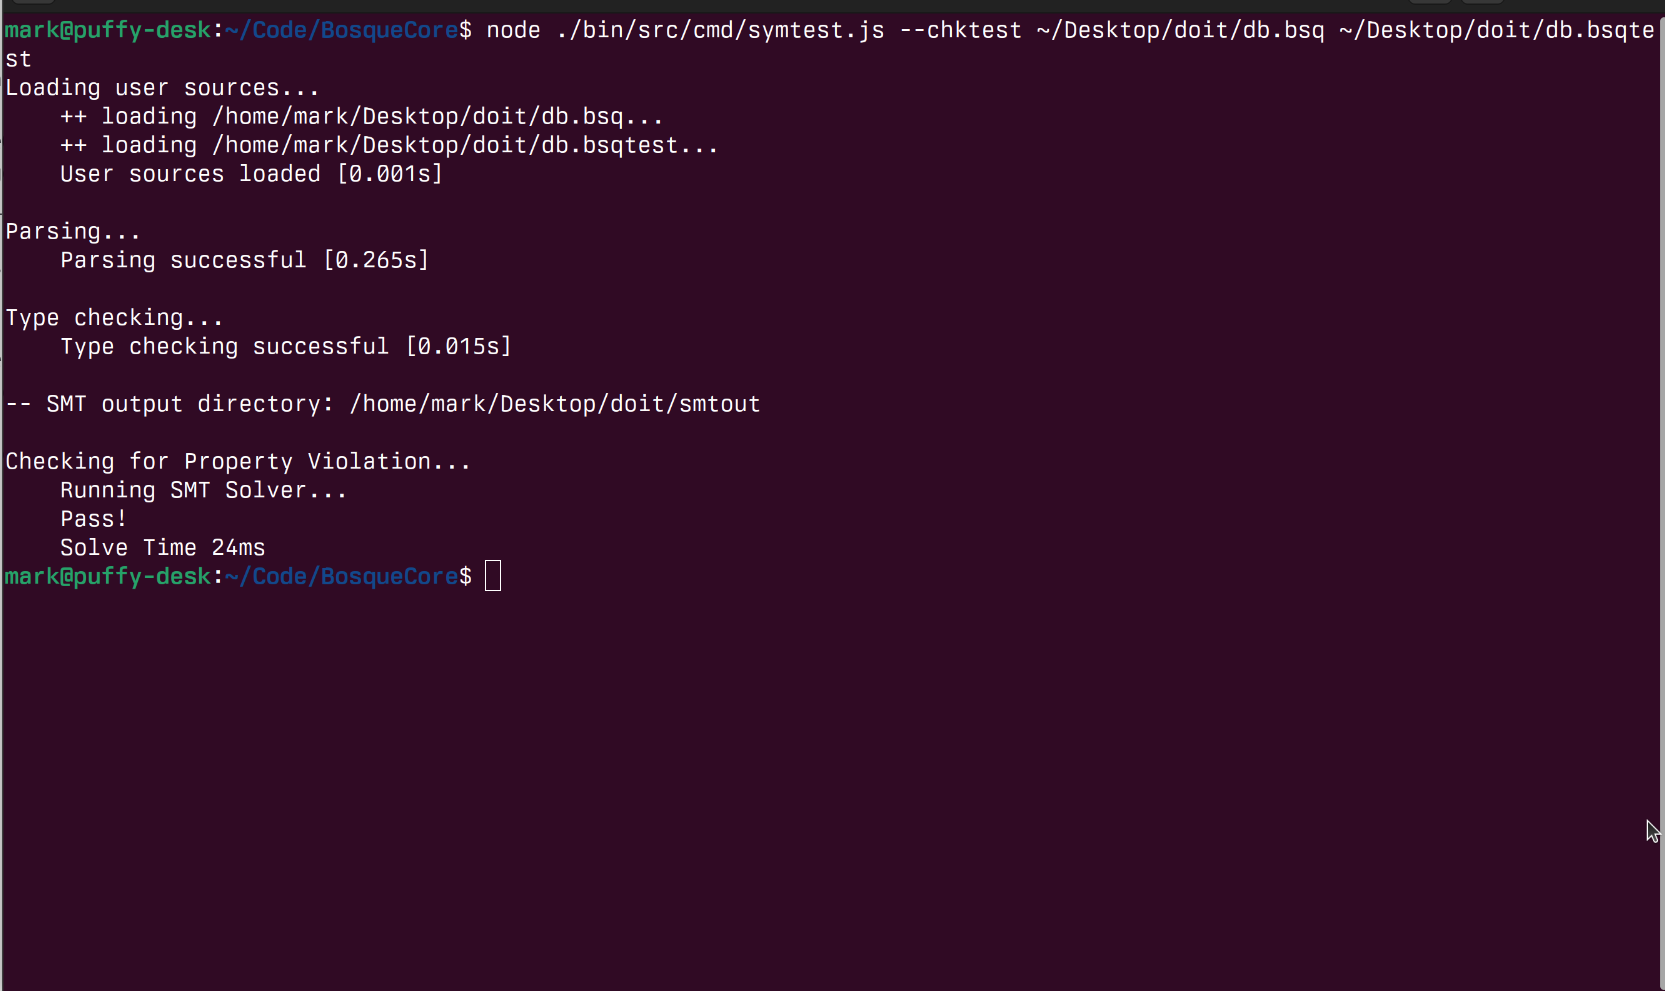 mark@puffy-desk:~/Code/BosqueCore$ node ./bin/src/cmd/symtest.js --chktest ~/Desktop/doit/db.bsq ~/Desktop/doit/db.bsqte
st
Loading user sources...
    ++ loading /home/mark/Desktop/doit/db.bsq...
    ++ loading /home/mark/Desktop/doit/db.bsqtest...
    User sources loaded [0.001s]

Parsing...
    Parsing successful [0.265s]

Type checking...
    Type checking successful [0.015s]

-- SMT output directory: /home/mark/Desktop/doit/smtout

Checking for Property Violation...
    Running SMT Solver...
    Pass!
    Solve Time 24ms
mark@puffy-desk:~/Code/BosqueCore$